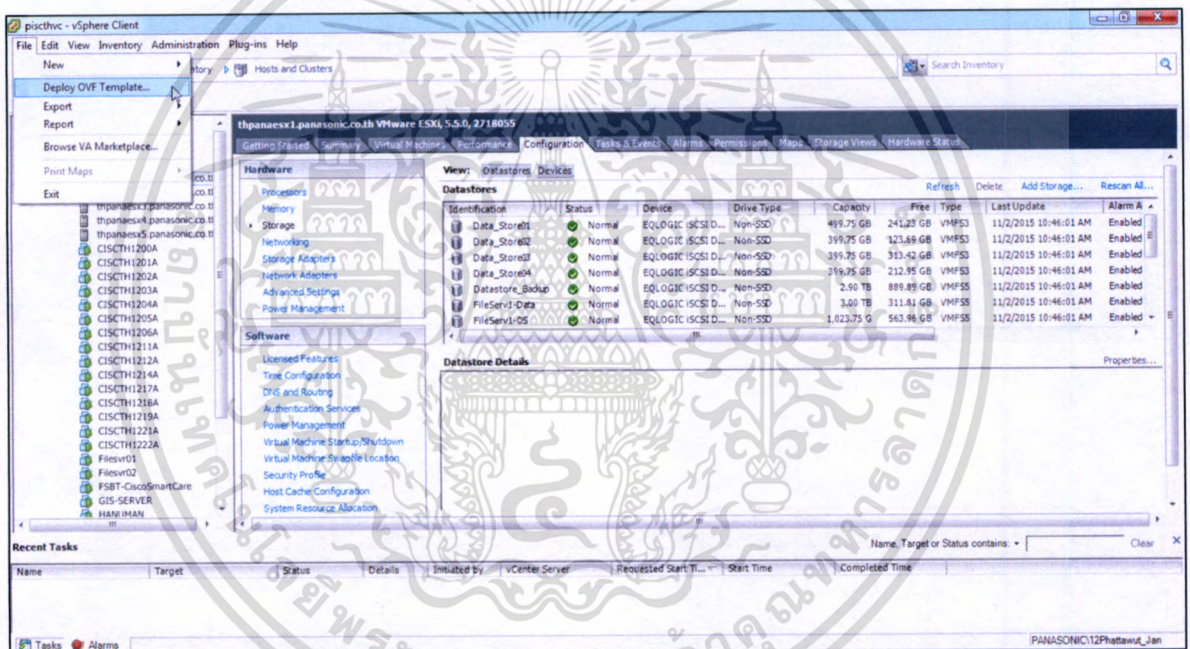 piscthvc - vSphere Client
File Edit View Inventory Administration Plug-ins Help
New
Deploy OVF Template...
Export
Report
Browse VA Marketplace...
Print Maps
Exit
Hosts and Clusters
Search Inventory
thpanaesx1.panasonic.co.th VMware ESXi, 5.5.0, 2718055
Getting Started Summary Virtual Machines Performance Configuration Tasks & Events Alarms Permissions Maps Storage Views Hardware Status
thpanaesx3.panasonic.co.tl
thpanaesx4.panasonic.co.tl
thpanaesx5.panasonic.co.tl
CISCTH1200A
CISCTH1201A
CISCTH1202A
CISCTH1203A
CISCTH1204A
CISCTH1205A
CISCTH1206A
CISCTH1211A
CISCTH1212A
CISCTH1214A
CISCTH1217A
CISCTH1218A
CISCTH1219A
CISCTH1221A
CISCTH1222A
Filesvr01
Filesvr02
FSBT-CiscoSmartCare
GIS-SERVER
HANUMAN
Hardware
Processors
Memory
Storage
Networking
Storage Adapters
Network Adapters
Advanced Settings
Power Management
Software
Licensed Features
Time Configuration
DNS and Routing
Authentication Services
Power Management
Virtual Machine Startup/Shutdown
Virtual Machine Swapfile Location
Security Profile
Host Cache Configuration
System Resource Allocation
View: Datastores Devices
Datastores Refresh Delete Add Storage... Rescan All...
Identification Status Device Drive Type Capacity Free Type Last Update Alarm A
Data_Store01 Normal EQLOGIC iSCSI D... Non-SSD 499.75 GB 241.23 GB VMFS3 11/2/2015 10:46:01 AM Enabled
Data_Store02 Normal EQLOGIC iSCSI D... Non-SSD 399.75 GB 123.69 GB VMFS3 11/2/2015 10:46:01 AM Enabled
Data_Store03 Normal EQLOGIC iSCSI D... Non-SSD 399.75 GB 313.42 GB VMFS3 11/2/2015 10:46:01 AM Enabled
Data_Store04 Normal EQLOGIC iSCSI D... Non-SSD 399.75 GB 212.95 GB VMFS3 11/2/2015 10:46:01 AM Enabled
Datastore_Backup Normal EQLOGIC iSCSI D... Non-SSD 2.90 TB 889.89 GB VMFS5 11/2/2015 10:46:01 AM Enabled
FileServ1-Data Normal EQLOGIC iSCSI D... Non-SSD 3.00 TB 311.81 GB VMFS5 11/2/2015 10:46:01 AM Enabled
FileServ1-OS Normal EQLOGIC iSCSI D... Non-SSD 1,023.75 G 563.96 GB VMFS5 11/2/2015 10:46:01 AM Enabled
Datastore Details Properties...
Recent Tasks Name, Target or Status contains: Clear
Name Target Status Details Initiated by vCenter Server Requested Start Ti... Start Time Completed Time
Tasks Alarms PANASONIC\12Phattawut_Jan